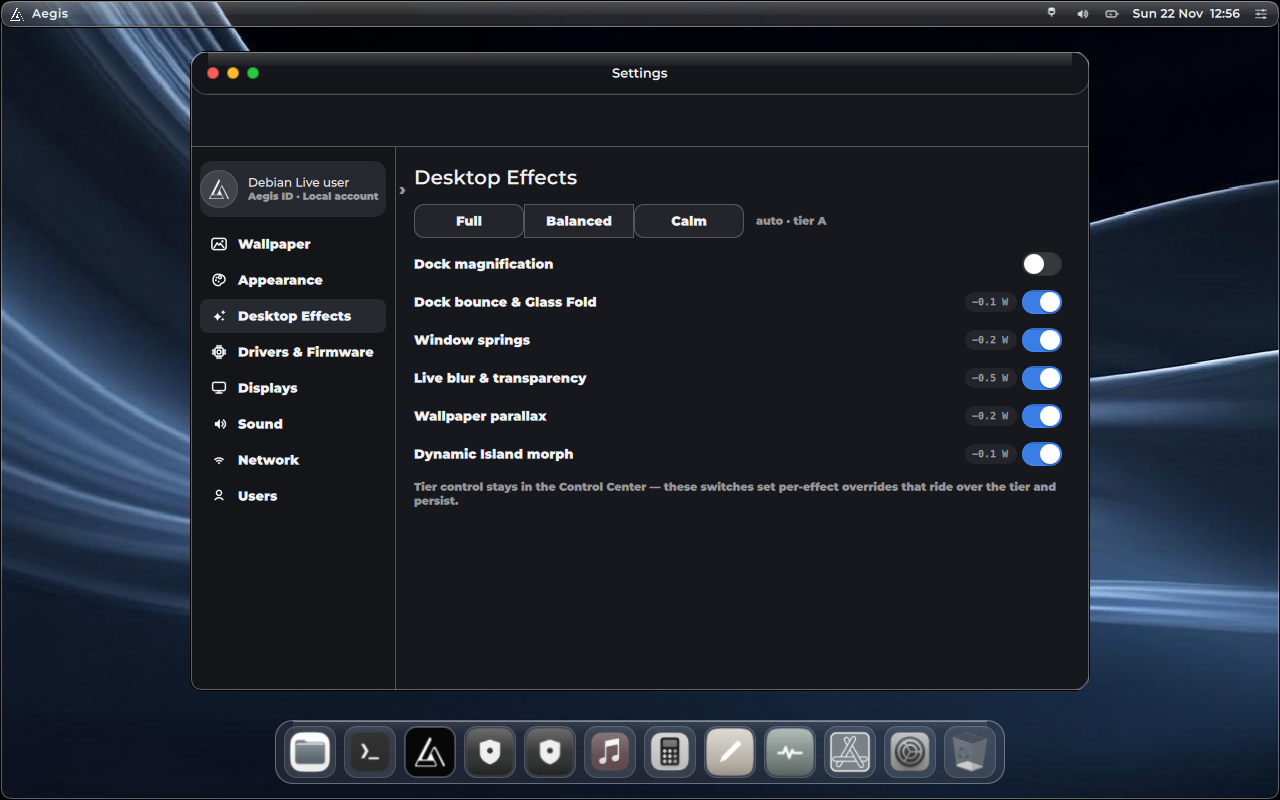 Aegis
Sun 22 Nov 12:56
Settings
Debian Live user
Aegis ID • Local account
Wallpaper
Appearance
Desktop Effects
Drivers & Firmware
Displays
Sound
Network
Users
Desktop Effects
Full
Balanced
Calm
auto • tier A
Dock magnification
Dock bounce & Glass Fold
−0.1 W
Window springs
−0.2 W
Live blur & transparency
−0.5 W
Wallpaper parallax
−0.2 W
Dynamic Island morph
−0.1 W
Tier control stays in the Control Center — these switches set per-effect overrides that ride over the tier and
persist.